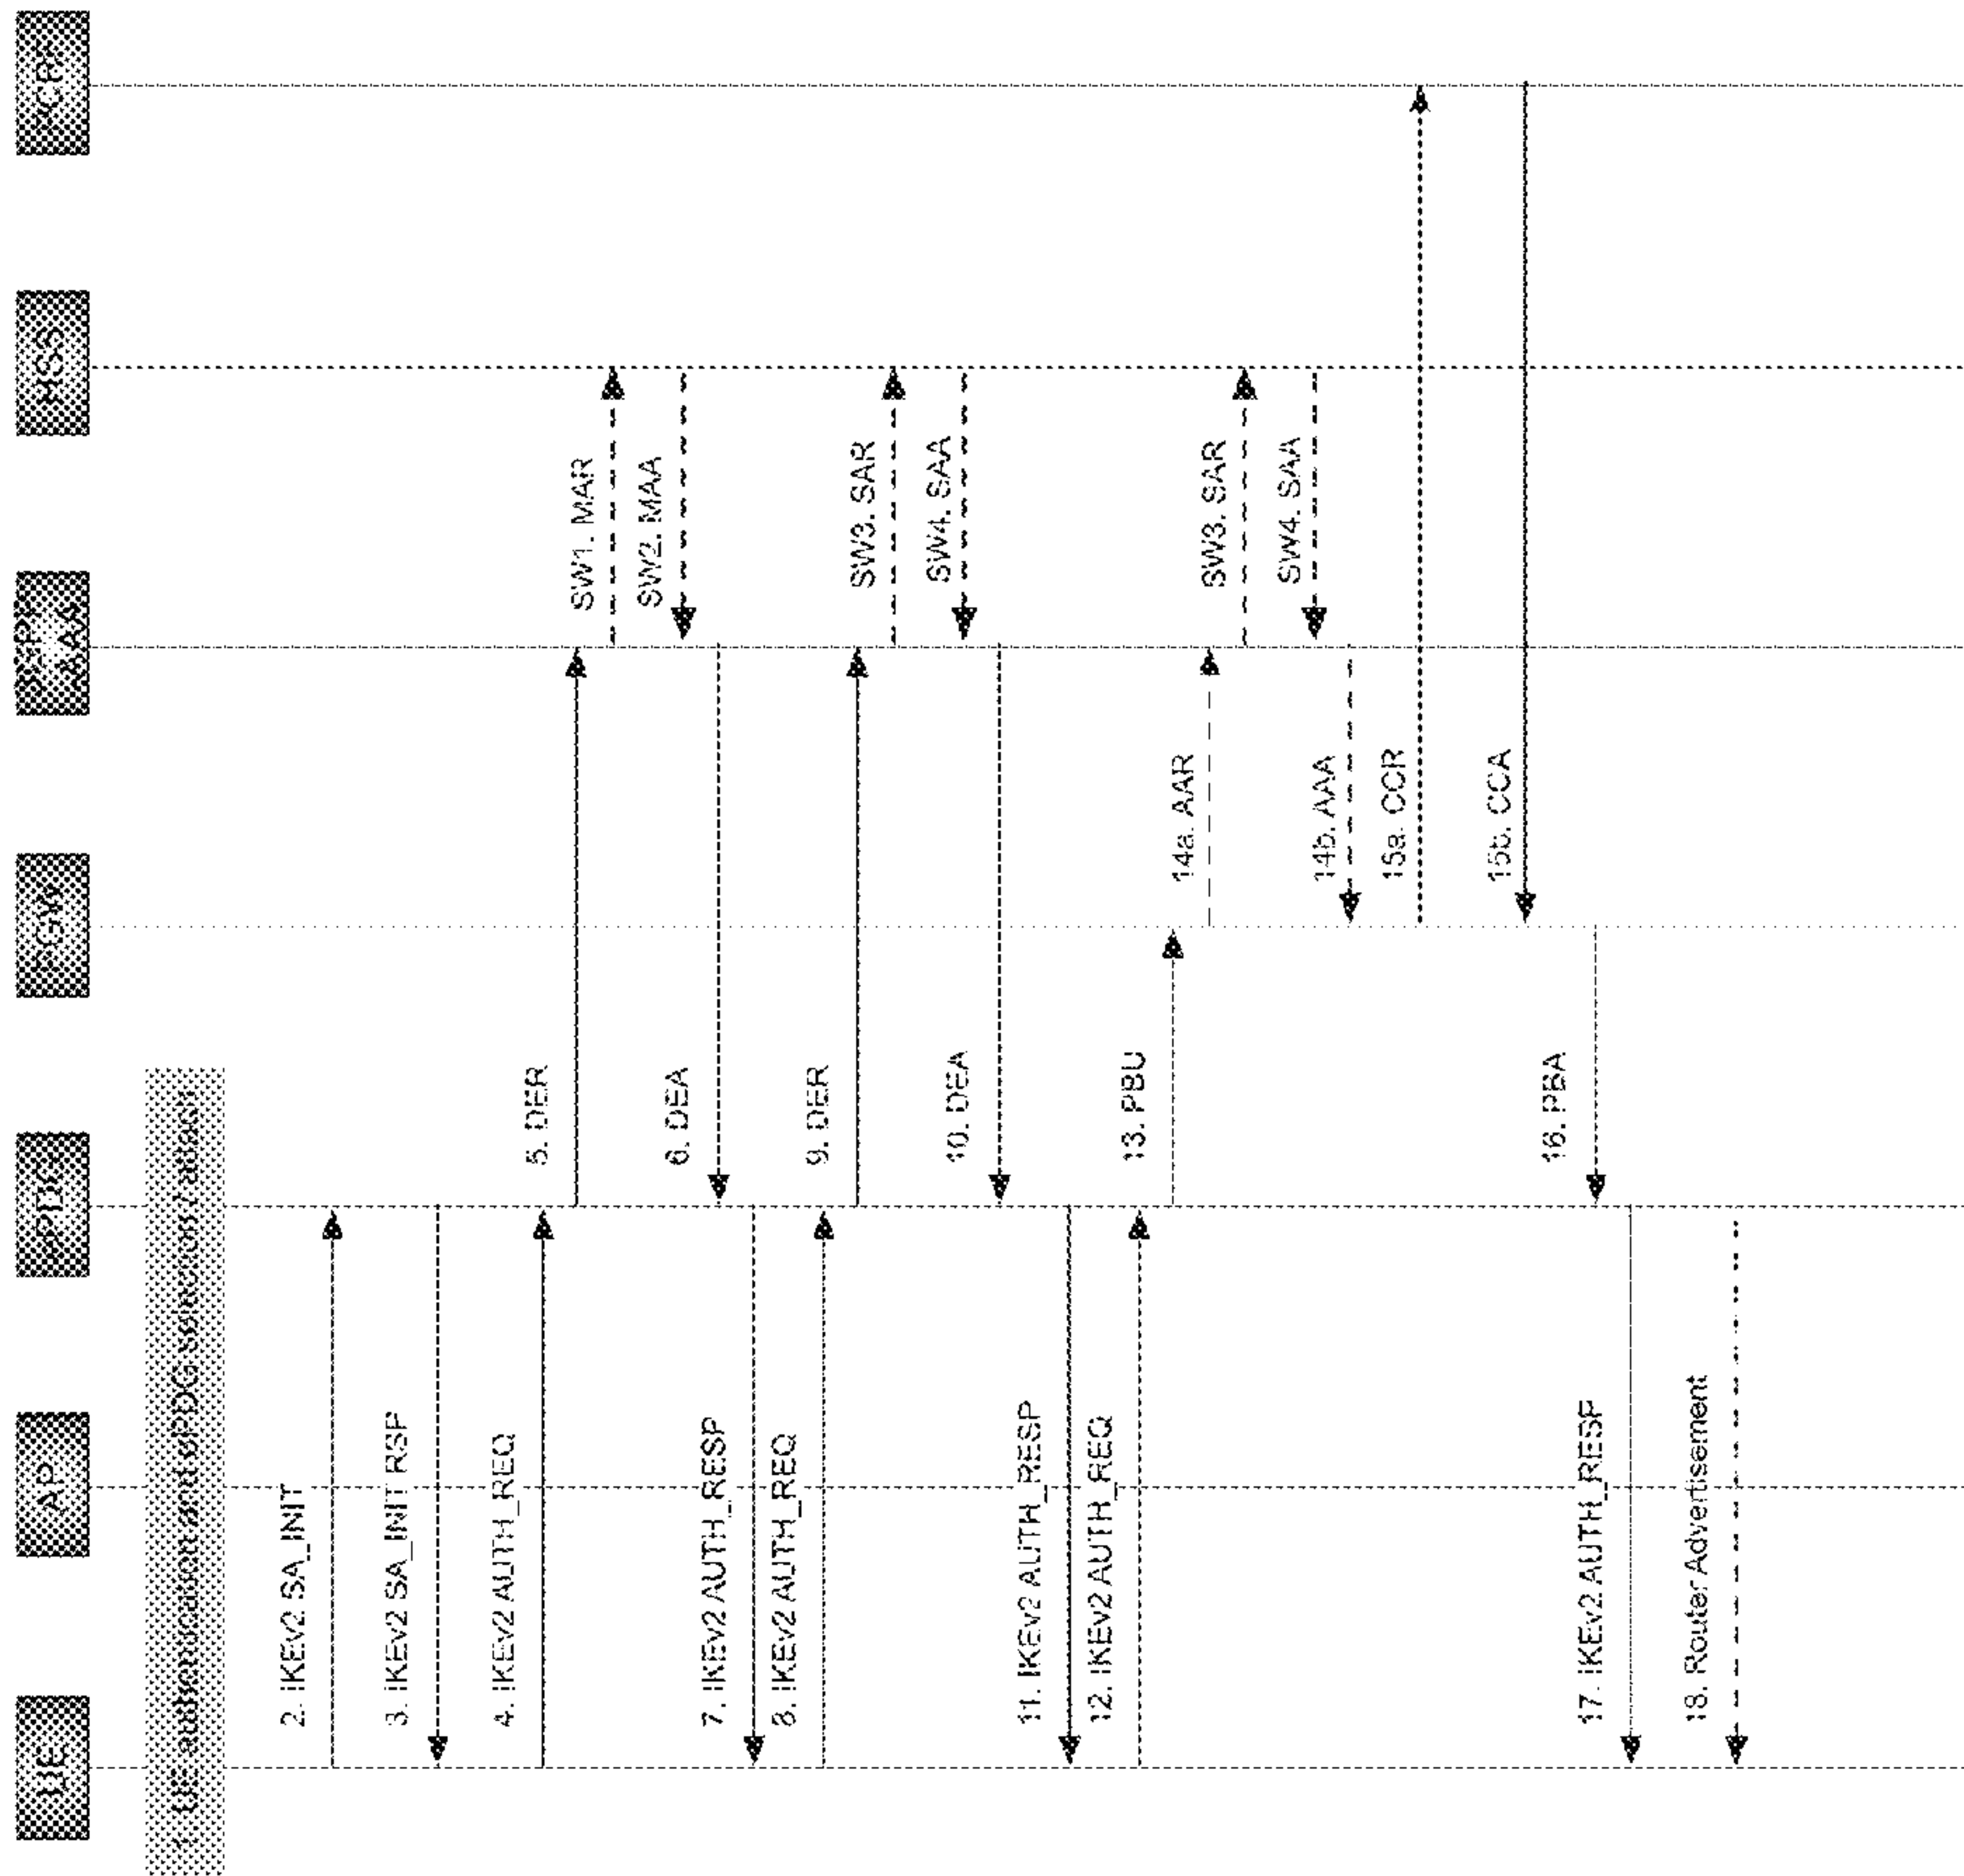 UE
AP
ePDG
PGW
3GPP
AAA
HSS
PCRF
1. UE authentication and ePDG selection / attach
2. IKEv2 SA_INIT
3. IKEv2 SA_INIT RSP
4. IKEv2 AUTH_REQ
5. DER
SW1. MAR
SW2. MAA
6. DEA
7. IKEv2 AUTH_RESP
8. IKEv2 AUTH_REQ
9. DER
SW3. SAR
SW4. SAA
10. DEA
11. IKEv2 AUTH_RESP
12. IKEv2 AUTH_REQ
13. PBU
14a. AAR
SW3. SAR
SW4. SAA
14b. AAA
15a. CCR
15b. CCA
16. PBA
17. IKEv2 AUTH_RESP
18. Router Advertisement